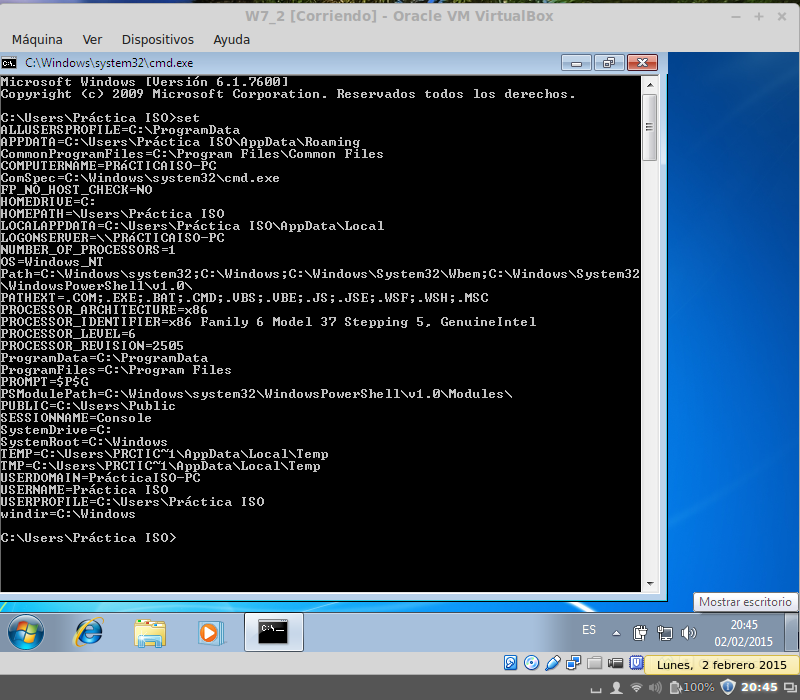 W7_2 [Corriendo] - Oracle VM VirtualBox
Máquina Ver Dispositivos Ayuda
C:\Windows\system32\cmd.exe
Microsoft Windows [Versión 6.1.7600]
Copyright (c) 2009 Microsoft Corporation. Reservados todos los derechos.
C:\Users\Práctica ISO>set
ALLUSERSPROFILE=C:\ProgramData
APPDATA=C:\Users\Práctica ISO\AppData\Roaming
CommonProgramFiles=C:\Program Files\Common Files
COMPUTERNAME=PRáCTICAISO-PC
ComSpec=C:\Windows\system32\cmd.exe
FP_NO_HOST_CHECK=NO
HOMEDRIVE=C:
HOMEPATH=\Users\Práctica ISO
LOCALAPPDATA=C:\Users\Práctica ISO\AppData\Local
LOGONSERVER=\\PRáCTICAISO-PC
NUMBER_OF_PROCESSORS=1
OS=Windows_NT
Path=C:\Windows\system32;C:\Windows;C:\Windows\System32\Wbem;C:\Windows\System32
\WindowsPowerShell\v1.0\
PATHEXT=.COM;.EXE;.BAT;.CMD;.VBS;.VBE;.JS;.JSE;.WSF;.WSH;.MSC
PROCESSOR_ARCHITECTURE=x86
PROCESSOR_IDENTIFIER=x86 Family 6 Model 37 Stepping 5, GenuineIntel
PROCESSOR_LEVEL=6
PROCESSOR_REVISION=2505
ProgramData=C:\ProgramData
ProgramFiles=C:\Program Files
PROMPT=$P$G
PSModulePath=C:\Windows\system32\WindowsPowerShell\v1.0\Modules\
PUBLIC=C:\Users\Public
SESSIONNAME=Console
SystemDrive=C:
SystemRoot=C:\Windows
TEMP=C:\Users\PRCTIC~1\AppData\Local\Temp
TMP=C:\Users\PRCTIC~1\AppData\Local\Temp
USERDOMAIN=PrácticaISO-PC
USERNAME=Práctica ISO
USERPROFILE=C:\Users\Práctica ISO
windir=C:\Windows
C:\Users\Práctica ISO>
Mostrar escritorio
ES
20:45
02/02/2015
Lunes, 2 febrero 2015
100% 20:45